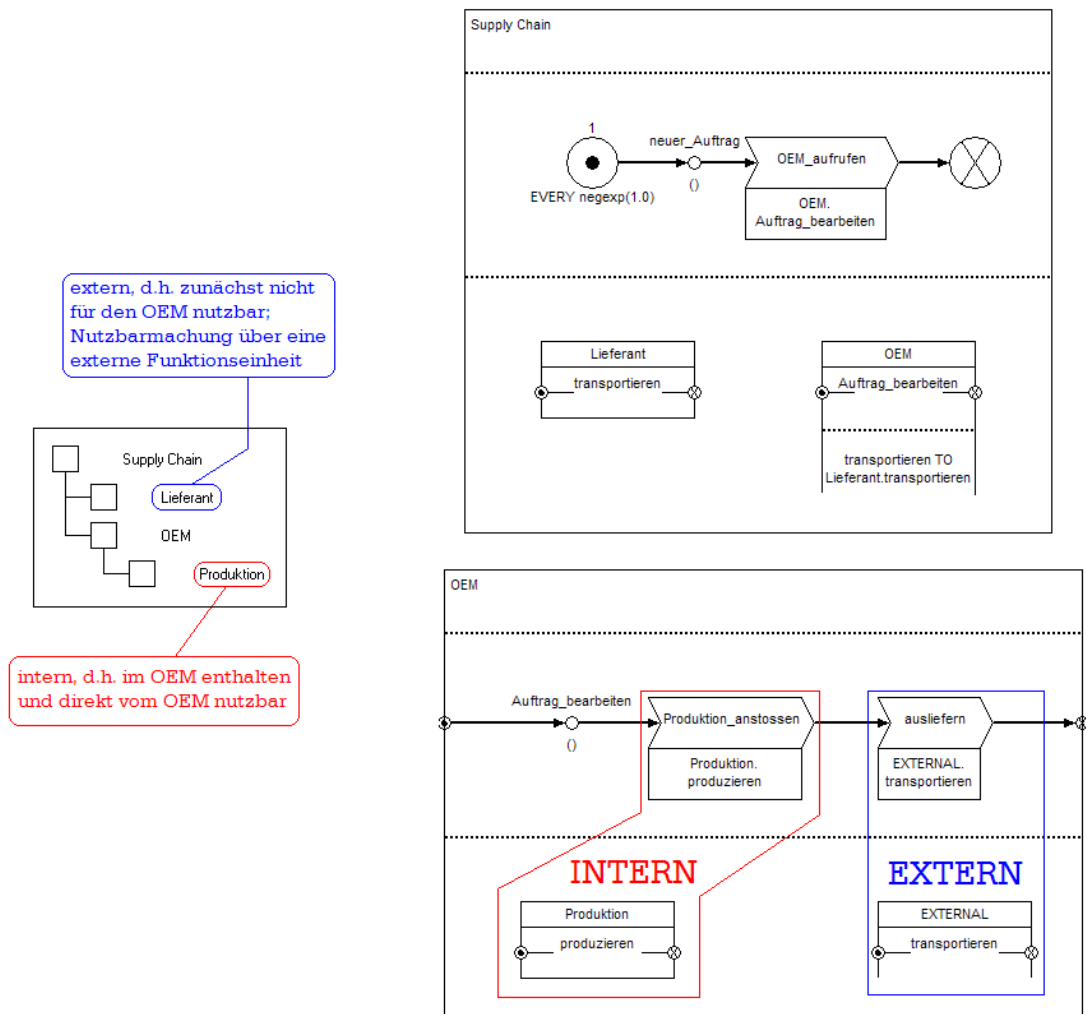 Supply Chain
1
neuer_Auftrag
OEM_aufrufen
()
EVERY negexp(1.0)
OEM.
Auftrag_bearbeiten
extern, d.h. zunächst nicht
für den OEM nutzbar;
Nutzbarmachung über eine
externe Funktionseinheit
Lieferant
transportieren
OEM
Auftrag_bearbeiten
transportieren TO
Lieferant.transportieren
Supply Chain
Lieferant
OEM
Produktion
intern, d.h. im OEM enthalten
und direkt vom OEM nutzbar
OEM
Auftrag_bearbeiten
()
Produktion_anstossen
Produktion.
produzieren
ausliefern
EXTERNAL.
transportieren
INTERN
EXTERN
Produktion
produzieren
EXTERNAL
transportieren